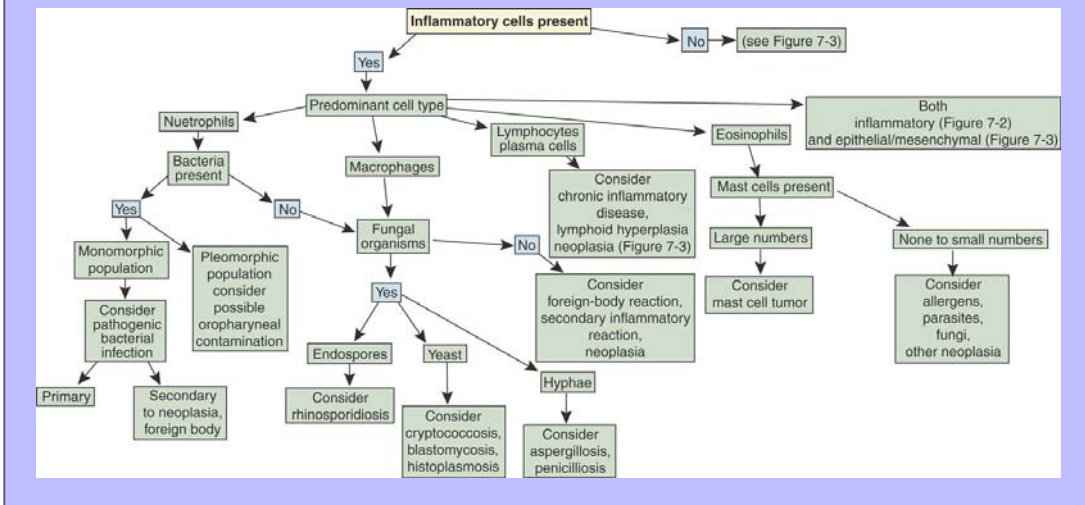 Inflammatory cells present
No
(see Figure 7-3)
Yes
Predominant cell type
Both
inflammatory (Figure 7-2)
and epithelial/mesenchymal (Figure 7-3)
Nuetrophils
Lymphocytes
plasma cells
Eosinophils
Bacteria
present
Macrophages
Consider
chronic inflammatory
disease,
lymphoid hyperplasia
neoplasia (Figure 7-3)
Mast cells present
Yes
No
Fungal
organisms
No
Large numbers
None to small numbers
Monomorphic
population
Pleomorphic
population
consider
possible
oropharyneal
contamination
Yes
Consider
foreign-body reaction,
secondary inflammatory
reaction,
neoplasia
Consider
mast cell tumor
Consider
allergens,
parasites,
fungi,
other neoplasia
Consider
pathogenic
bacterial
infection
Endospores
Yeast
Hyphae
Primary
Secondary
to neoplasia,
foreign body
Consider
rhinosporidiosis
Consider
cryptococcosis,
blastomycosis,
histoplasmosis
Consider
aspergillosis,
penicilliosis